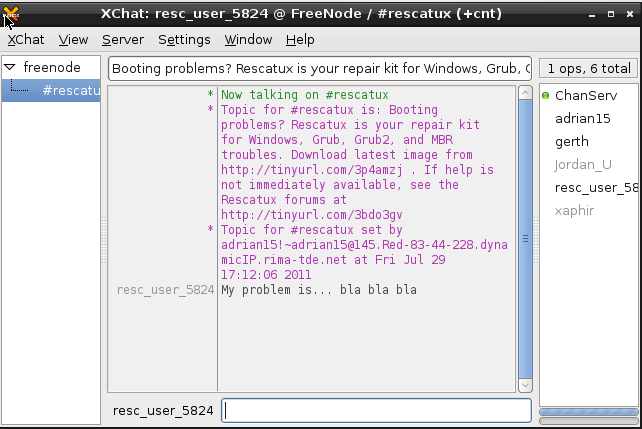 XChat: resc_user_5824 @ FreeNode / #rescatux (+cnt)
XChat View Server Settings Window Help
freenode
#rescatu
Booting problems? Rescatux is your repair kit for Windows, Grub, G
1 ops, 6 total
* Now talking on #rescatux
* Topic for #rescatux is: Booting
problems? Rescatux is your repair kit
for Windows, Grub, Grub2, and MBR
troubles. Download latest image from
http://tinyurl.com/3p4amzj . If help is
not immediately available, see the
Rescatux forums at
http://tinyurl.com/3bdo3gv
* Topic for #rescatux set by
adrian15!~adrian15@145.Red-83-44-228.dyna
micIP.rima-tde.net at Fri Jul 29
17:12:06 2011
resc_user_5824 My problem is... bla bla bla
ChanServ
adrian15
gerth
Jordan_U
resc_user_58
xaphir
resc_user_5824